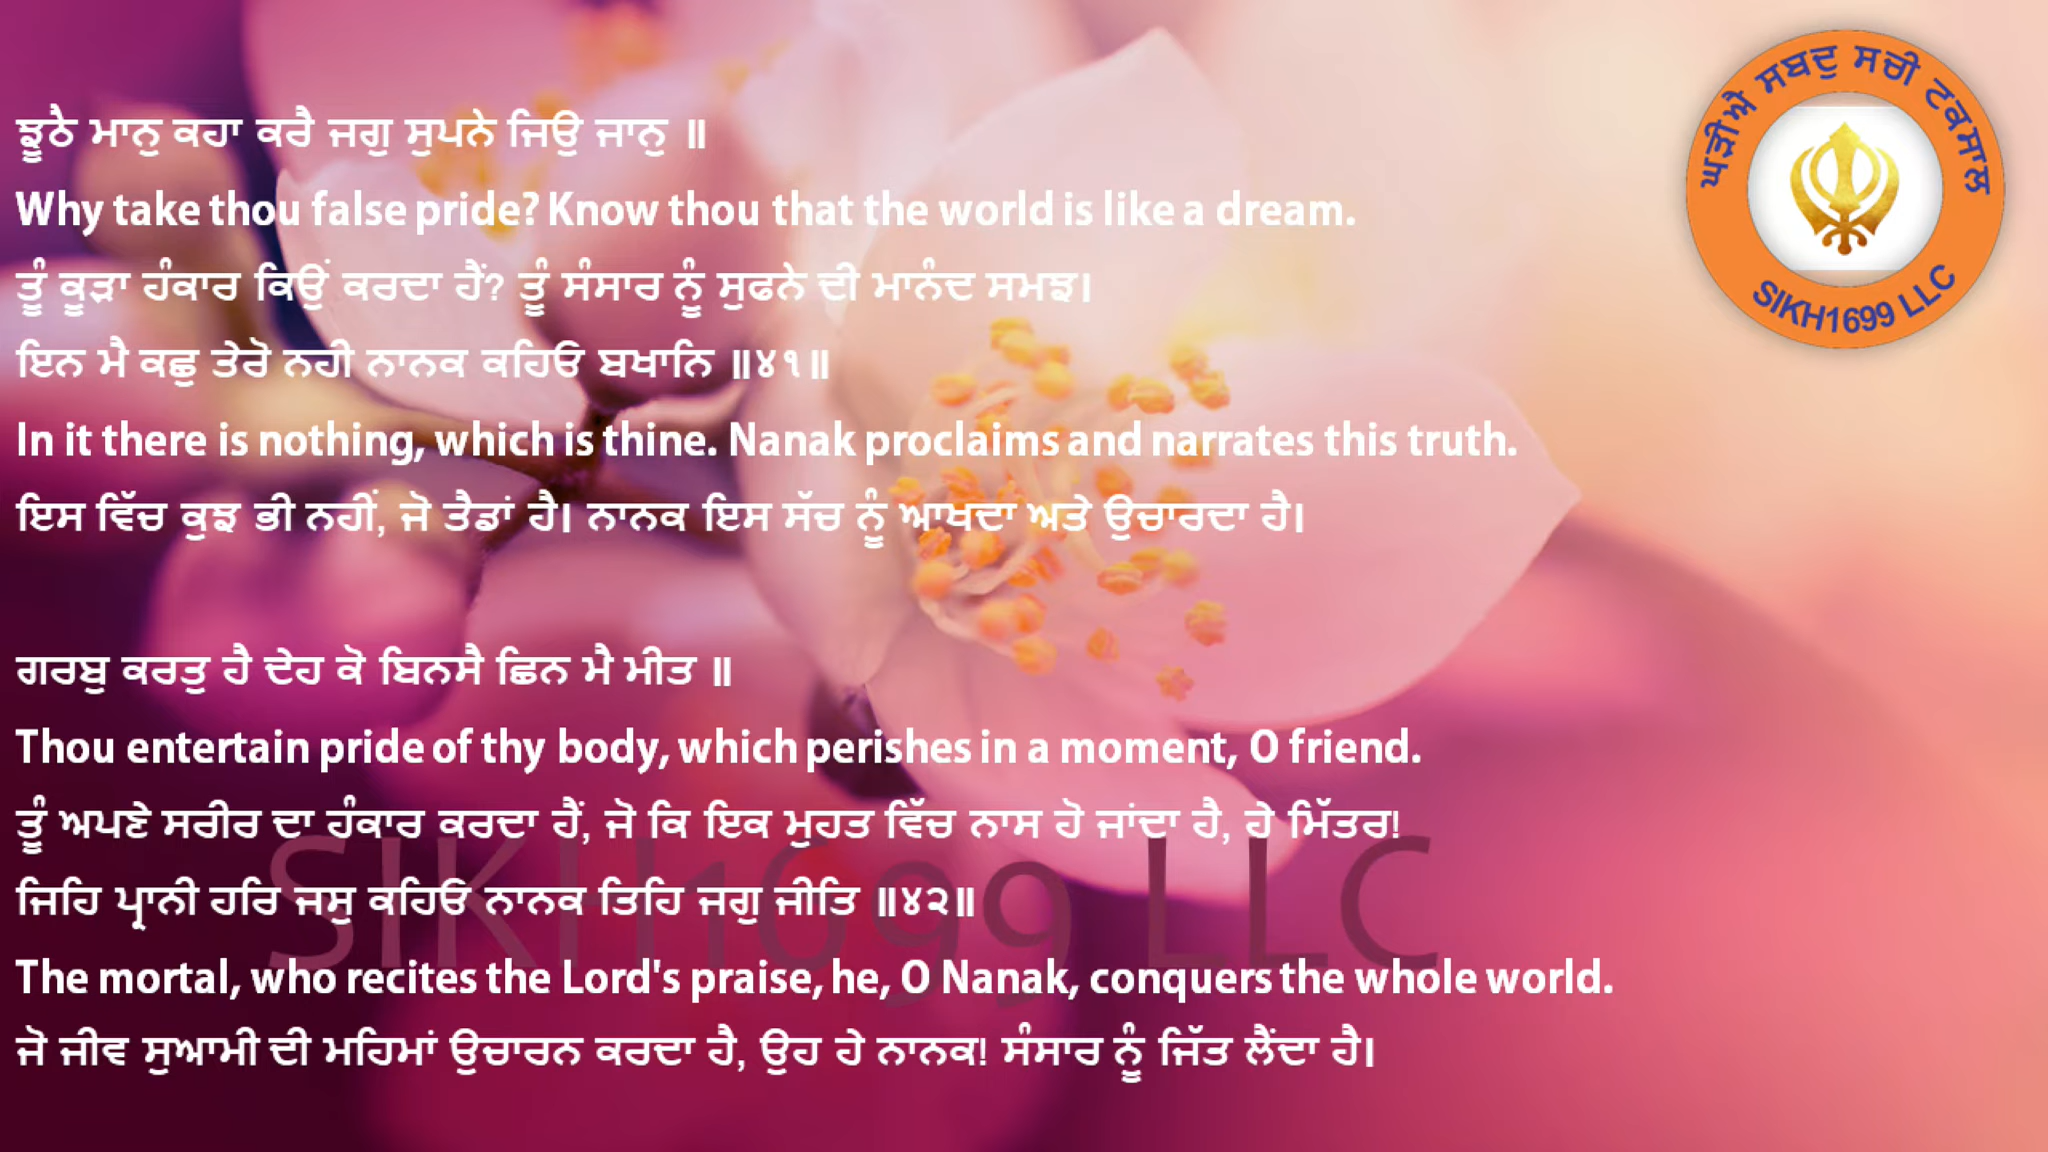 ਝੂਠੈ ਮਾਨੁ ਕਹਾ ਕਰੈ ਜਗੁ ਸੁਪਨੇ ਜਿਉ ਜਾਨੁ ॥
Why take thou false pride? Know thou that the world is like a dream.
ਤੂੰ ਕੂੜਾ ਹੰਕਾਰ ਕਿਉਂ ਕਰਦਾ ਹੈਂ? ਤੂੰ ਸੰਸਾਰ ਨੂੰ ਸੁਫਨੇ ਦੀ ਮਾਨੰਦ ਸਮਝ।
ਇਨ ਮੈ ਕਛੁ ਤੇਰੋ ਨਹੀ ਨਾਨਕ ਕਹਿਓ ਬਖਾਨਿ ॥੪੧॥
In it there is nothing, which is thine. Nanak proclaims and narrates this truth.
ਇਸ ਵਿੱਚ ਕੁਝ ਭੀ ਨਹੀਂ, ਜੋ ਤੈਡਾਂ ਹੈ। ਨਾਨਕ ਇਸ ਸੱਚ ਨੂੰ ਆਖਦਾ ਅਤੇ ਉਚਾਰਦਾ ਹੈ।
ਗਰਬੁ ਕਰਤੁ ਹੈ ਦੇਹ ਕੋ ਬਿਨਸੈ ਛਿਨ ਮੈ ਮੀਤ ॥
Thou entertain pride of thy body, which perishes in a moment, O friend.
ਤੂੰ ਅਪਣੇ ਸਰੀਰ ਦਾ ਹੰਕਾਰ ਕਰਦਾ ਹੈਂ, ਜੋ ਕਿ ਇਕ ਮੁਹਤ ਵਿੱਚ ਨਾਸ ਹੋ ਜਾਂਦਾ ਹੈ, ਹੇ ਮਿੱਤਰ!
ਜਿਹਿ ਪ੍ਰਾਨੀ ਹਰਿ ਜਸੁ ਕਹਿਓ ਨਾਨਕ ਤਿਹਿ ਜਗੁ ਜੀਤਿ ॥੪੨॥
The mortal, who recites the Lord's praise, he, O Nanak, conquers the whole world.
ਜੋ ਜੀਵ ਸੁਆਮੀ ਦੀ ਮਹਿਮਾਂ ਉਚਾਰਨ ਕਰਦਾ ਹੈ, ਉਹ ਹੇ ਨਾਨਕ! ਸੰਸਾਰ ਨੂੰ ਜਿੱਤ ਲੈਂਦਾ ਹੈ।
ਘੜੀਐ ਸਬਦੁ ਸਚੀ ਟਕਸਾਲ
SIKH1699 LLC
SIKH1699 LLC